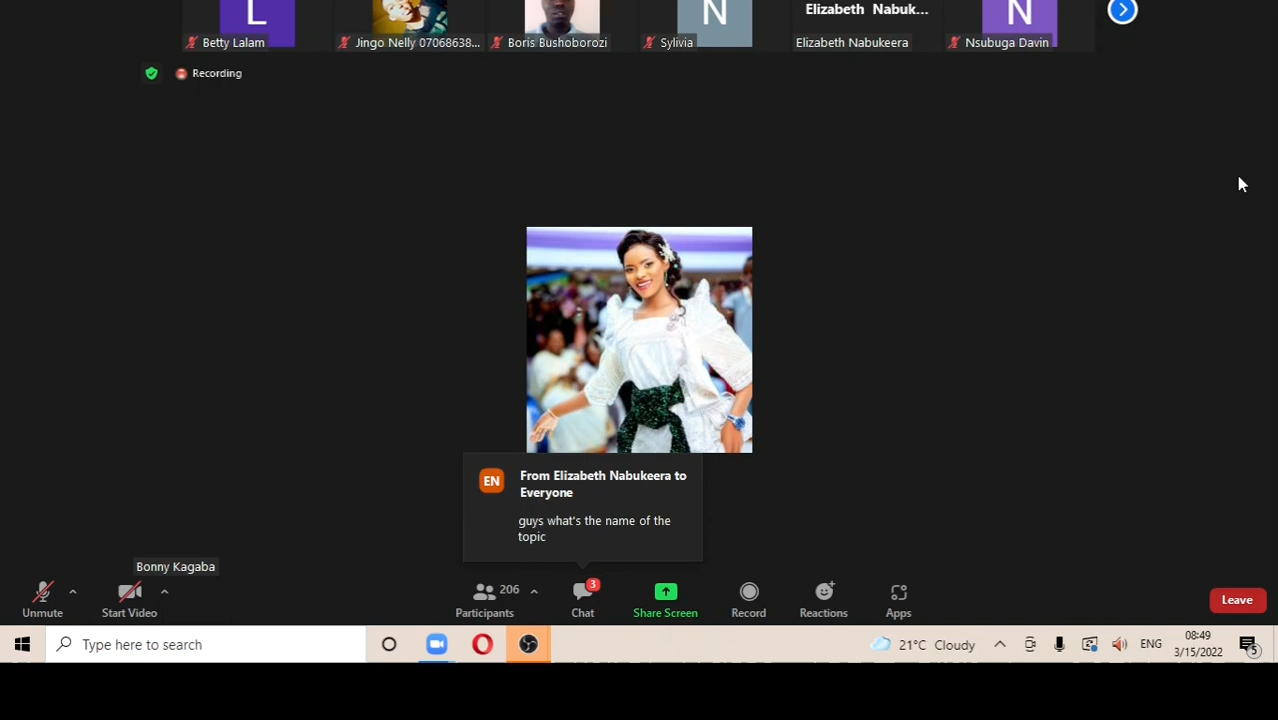 L
N
Elizabeth Nabuk...
N
Betty Lalam
Jingo Nelly 07068638...
Boris Bushoborozi
Sylivia
Elizabeth Nabukeera
Nsubuga Davin
Recording
EN
From Elizabeth Nabukeera to
Everyone
guys what's the name of the
topic
Bonny Kagaba
206
3
Unmute
Start Video
Participants
Chat
Share Screen
Record
Reactions
Apps
Leave
Type here to search
21°C Cloudy
ENG
08:49
3/15/2022
5